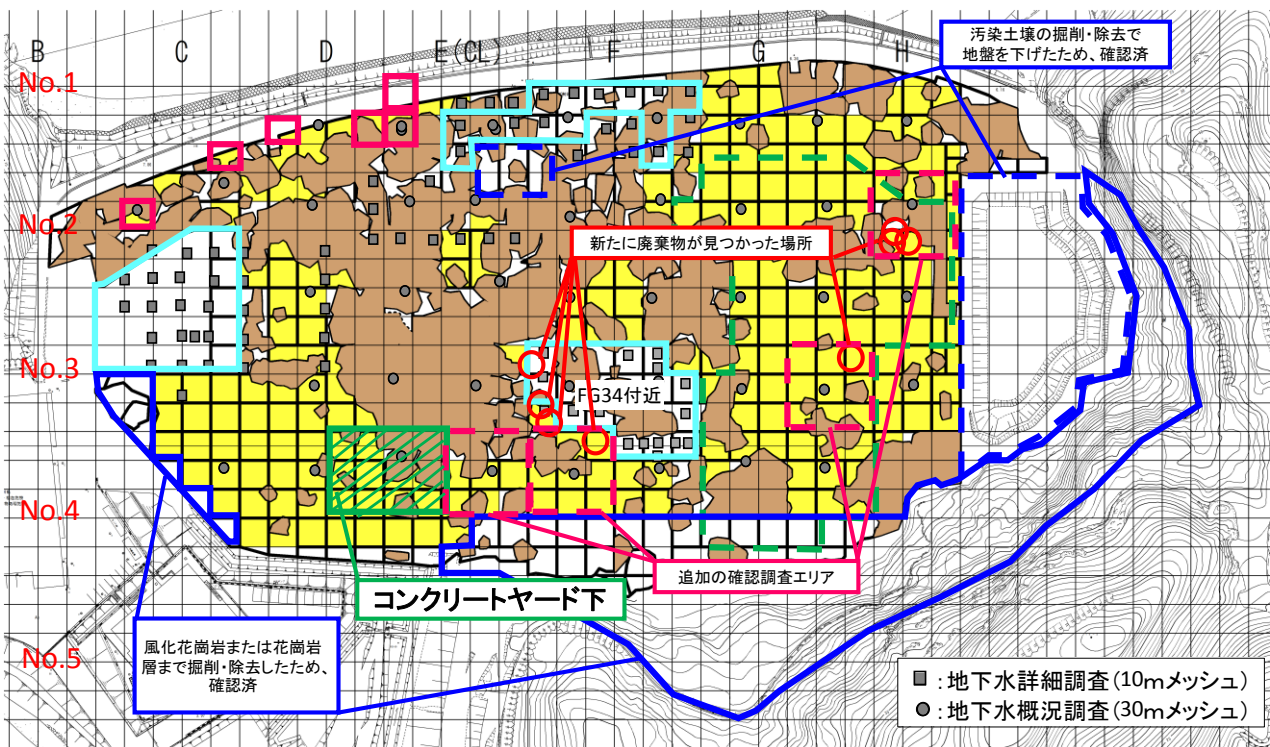 B
C
D
E(CL)
F
G
H
汚染土壌の掘削・除去で
地盤を下げたため、確認済
No.1
No.2
新たに廃棄物が見つかった場所
No.3
FG34付近
No.4
追加の確認調査エリア
コンクリートヤード下
風化花崗岩または花崗岩
層まで掘削・除去したため、
確認済
No.5
:地下水詳細調査(10mメッシュ)
:地下水概況調査(30mメッシュ)